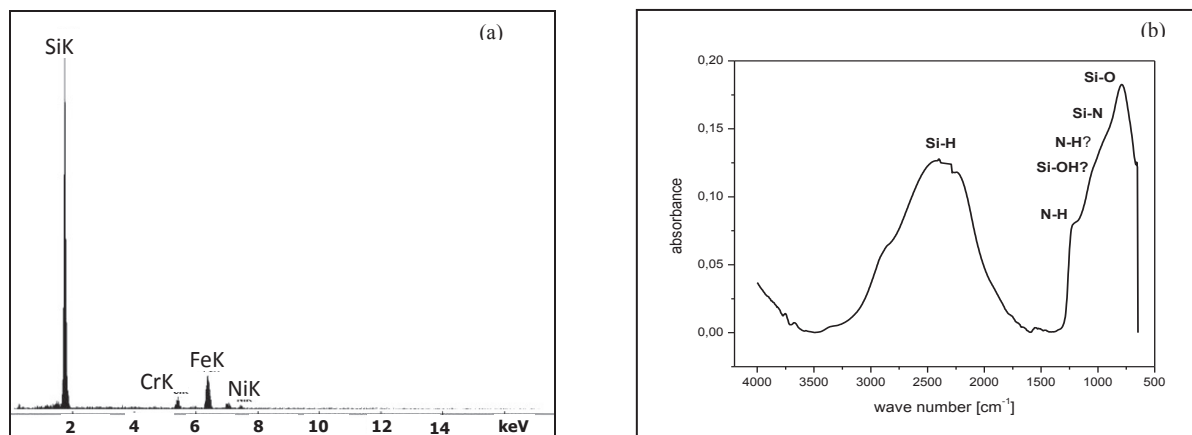 (a)
SiK
CrK
FeK
NiK
2 4 6 8 10 12 14 keV
(b)
0,20
0,15
0,10
0,05
0,00
absorbance
Si-O
Si-N
N-H?
Si-H
Si-OH?
N-H
4000 3500 3000 2500 2000 1500 1000 500
wave number [cm⁻¹]